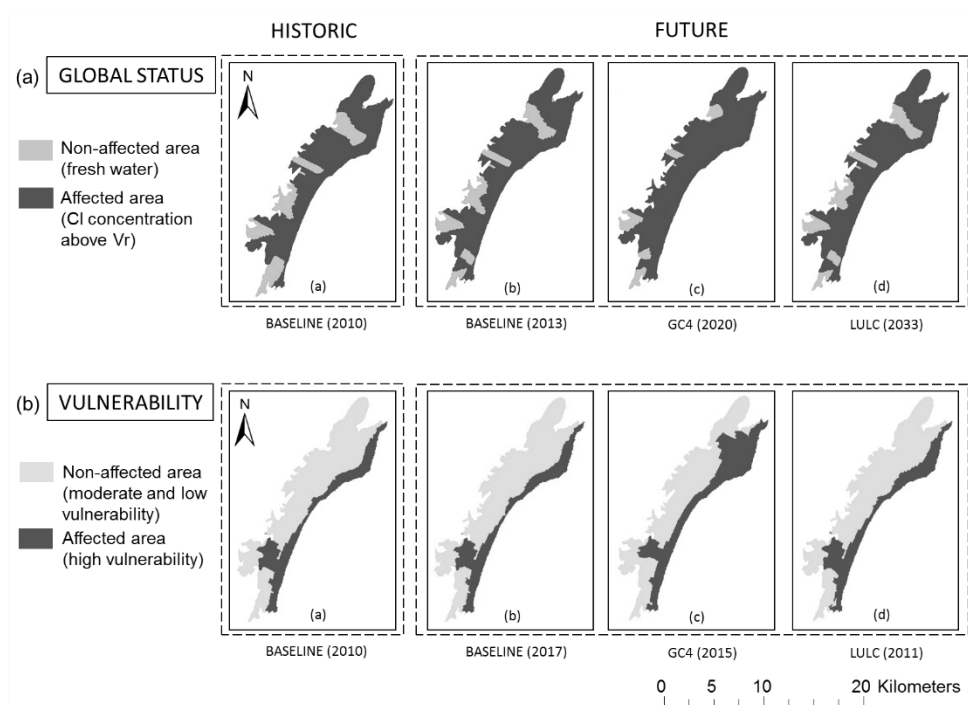 HISTORIC FUTURE
(a) GLOBAL STATUS
N
Non-affected area
(fresh water)
Affected area
(Cl concentration
above Vr)
(a) (b) (c) (d)
BASELINE (2010) BASELINE (2013) GC4 (2020) LULC (2033)
(b) VULNERABILITY
N
Non-affected area
(moderate and low
vulnerability)
Affected area
(high vulnerability)
(a) (b) (c) (d)
BASELINE (2010) BASELINE (2017) GC4 (2015) LULC (2011)
0 5 10 20 Kilometers